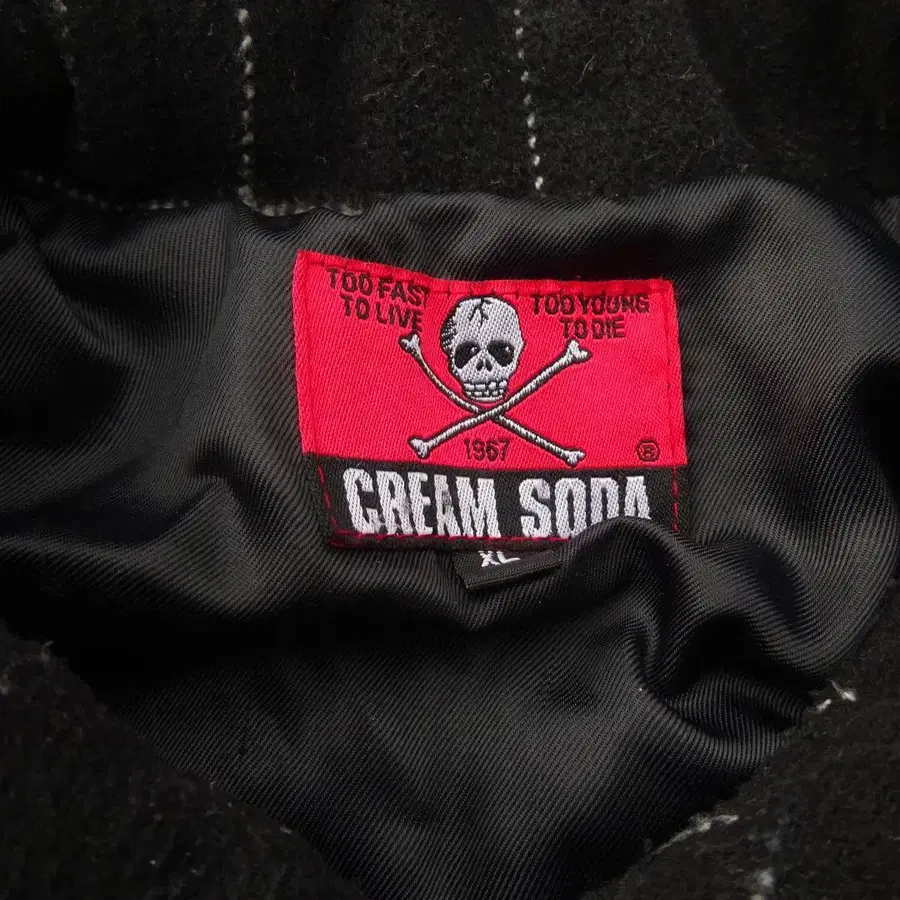 TOO FAST
TO LIVE
TOO YOUNG
TO DIE
1967
®
CREAM SODA
XL